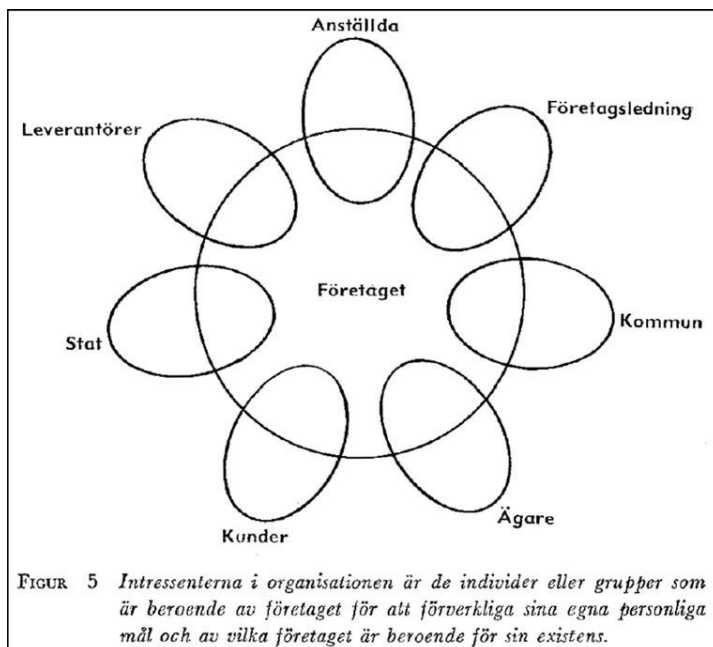 Anställda
Leverantörer
Företagsledning
Företaget
Kommun
Stat
Ägare
Kunder
FIGUR 5 Intressenterna i organisationen är de individer eller grupper som
är beroende av företaget för att förverkliga sina egna personliga
mål och av vilka företaget är beroende för sin existens.